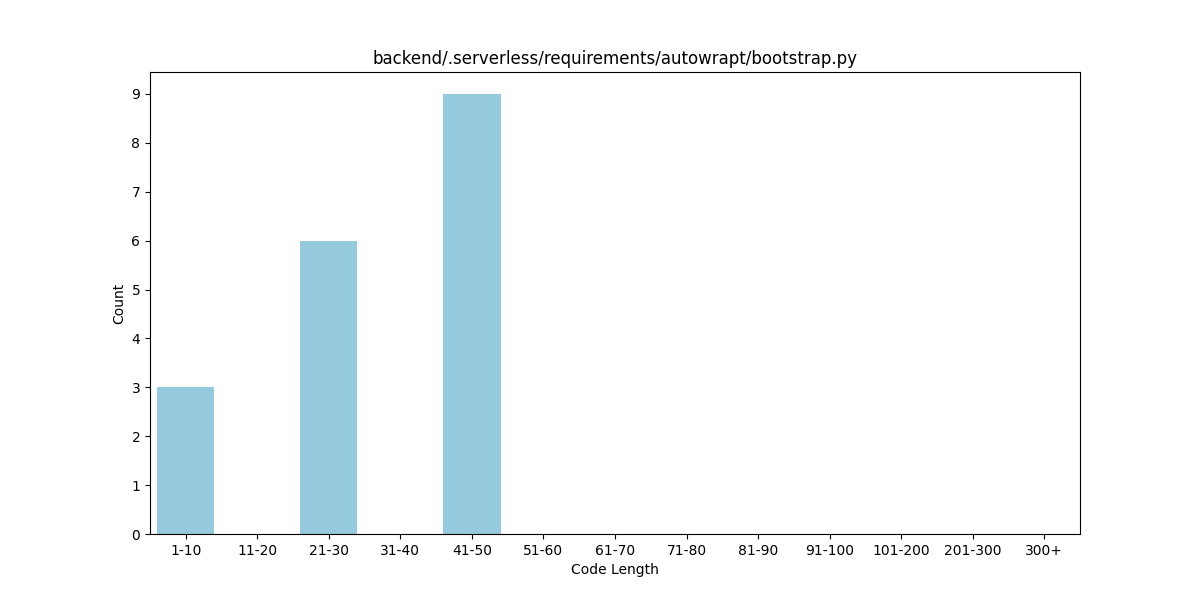 backend/.serverless/requirements/autowrapt/bootstrap.py
9
8
7
6
5
4
3
2
1
0
Count
1-10 11-20 21-30 31-40 41-50 51-60 61-70 71-80 81-90 91-100 101-200 201-300 300+
Code Length